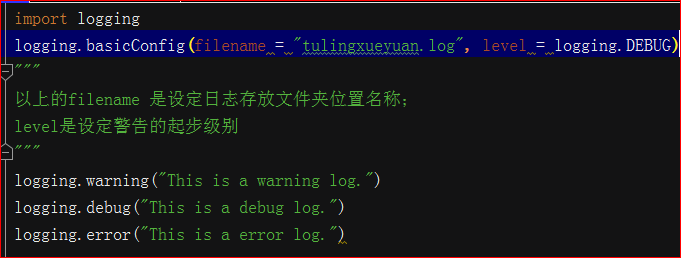 import logging
logging.basicConfig(filename = "tulingxueyuan.log", level = logging.DEBUG)
"""
以上的filename 是设定日志存放文件夹位置名称;
level是设定警告的起步级别
"""
logging.warning("This is a warning log.")
logging.debug("This is a debug log.")
logging.error("This is a error log.")